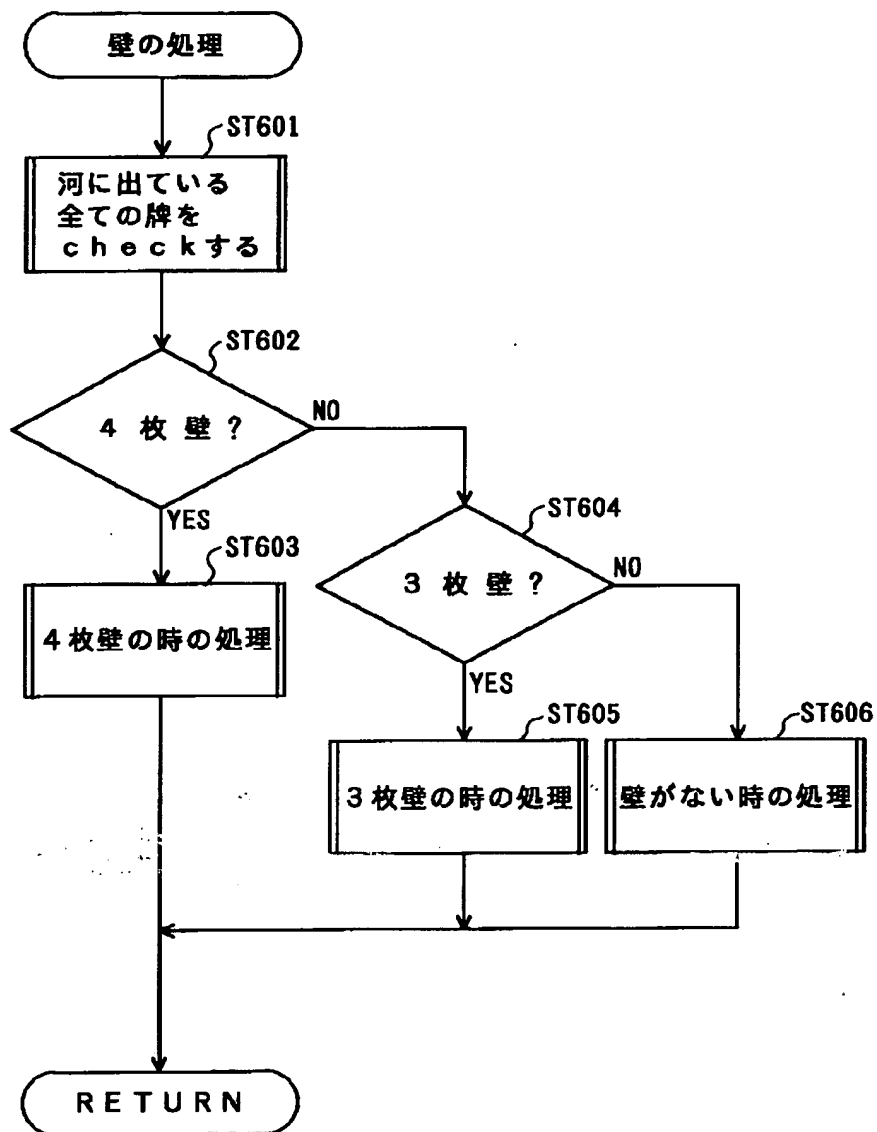 壁の処理
ST601
河に出ている
全ての牌を
checkする
ST602
4枚壁?
NO
YES
ST603
4枚壁の時の処理
ST604
3枚壁?
NO
YES
ST605
3枚壁の時の処理
ST606
壁がない時の処理
RETURN